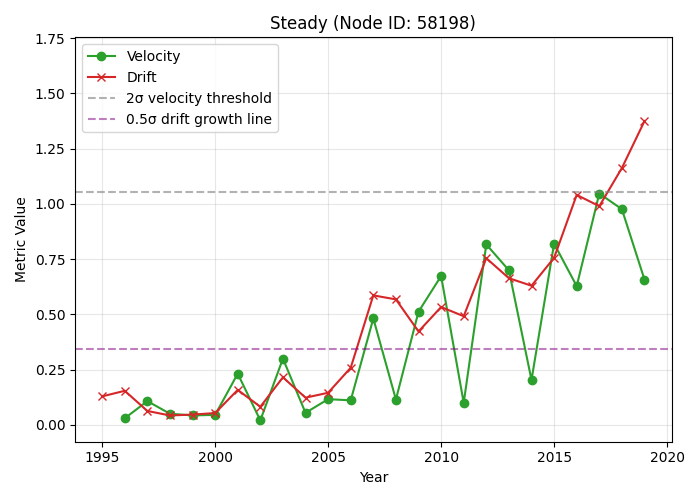 Steady (Node ID: 58198)
1.75
1.50
1.25
1.00
0.75
0.50
0.25
0.00
Metric Value
Velocity
Drift
2σ velocity threshold
0.5σ drift growth line
1995
2000
2005
2010
2015
2020
Year